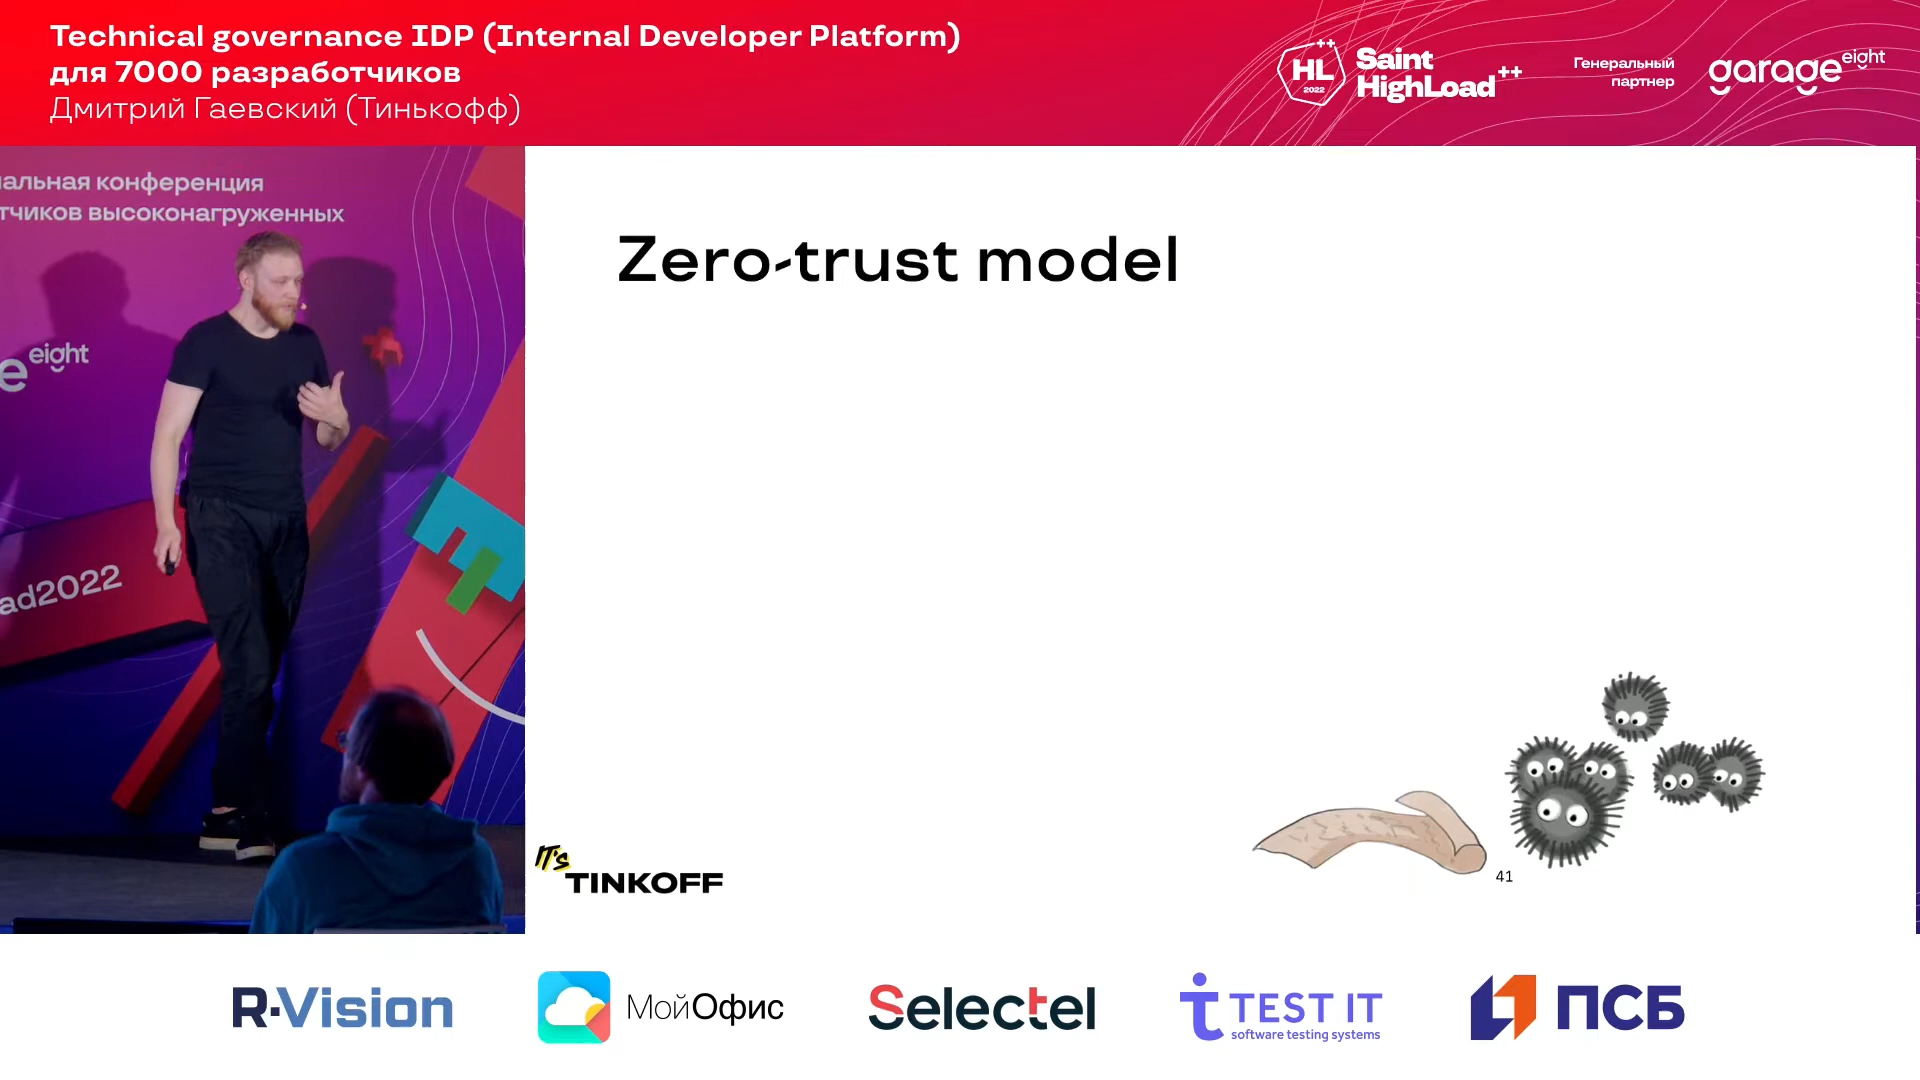 Technical governance IDP (Internal Developer Platform)
для 7000 разработчиков
Дмитрий Гаевский (Тинькофф)
HL++
2022
Saint
HighLoad++
Генеральный
партнер
garage eight
альная конференция
тчиков высоконагруженных
e eight
ad2022
Zero-trust model
IT's
TINKOFF
41
R·Vision
МойОфис
Selectel
TEST IT
software testing systems
ПСБ